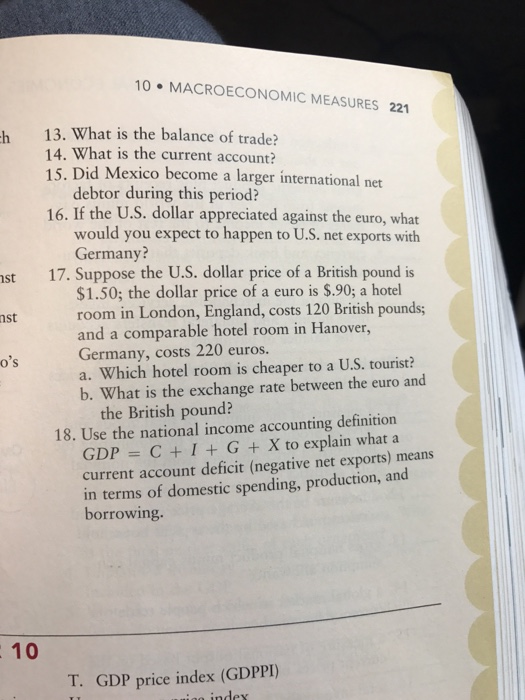 10 • MACROECONOMIC MEASURES 221
13. What is the balance of trade?
14. What is the current account?
15. Did Mexico become a larger international net
debtor during this period?
16. If the U.S. dollar appreciated against the euro, what
would you expect to happen to U.S. net exports with
Germany?
17. Suppose the U.S. dollar price of a British pound is
$1.50; the dollar price of a euro is $.90; a hotel
room in London, England, costs 120 British pounds;
and a comparable hotel room in Hanover,
Germany, costs 220 euros.
a. Which hotel room is cheaper to a U.S. tourist?
b. What is the exchange rate between the euro and
the British pound?
18. Use the national income accounting definition
GDP = C + I + G + X to explain what a
current account deficit (negative net exports) means
in terms of domestic spending, production, and
borrowing.
10
T. GDP price index (GDPPI)
index